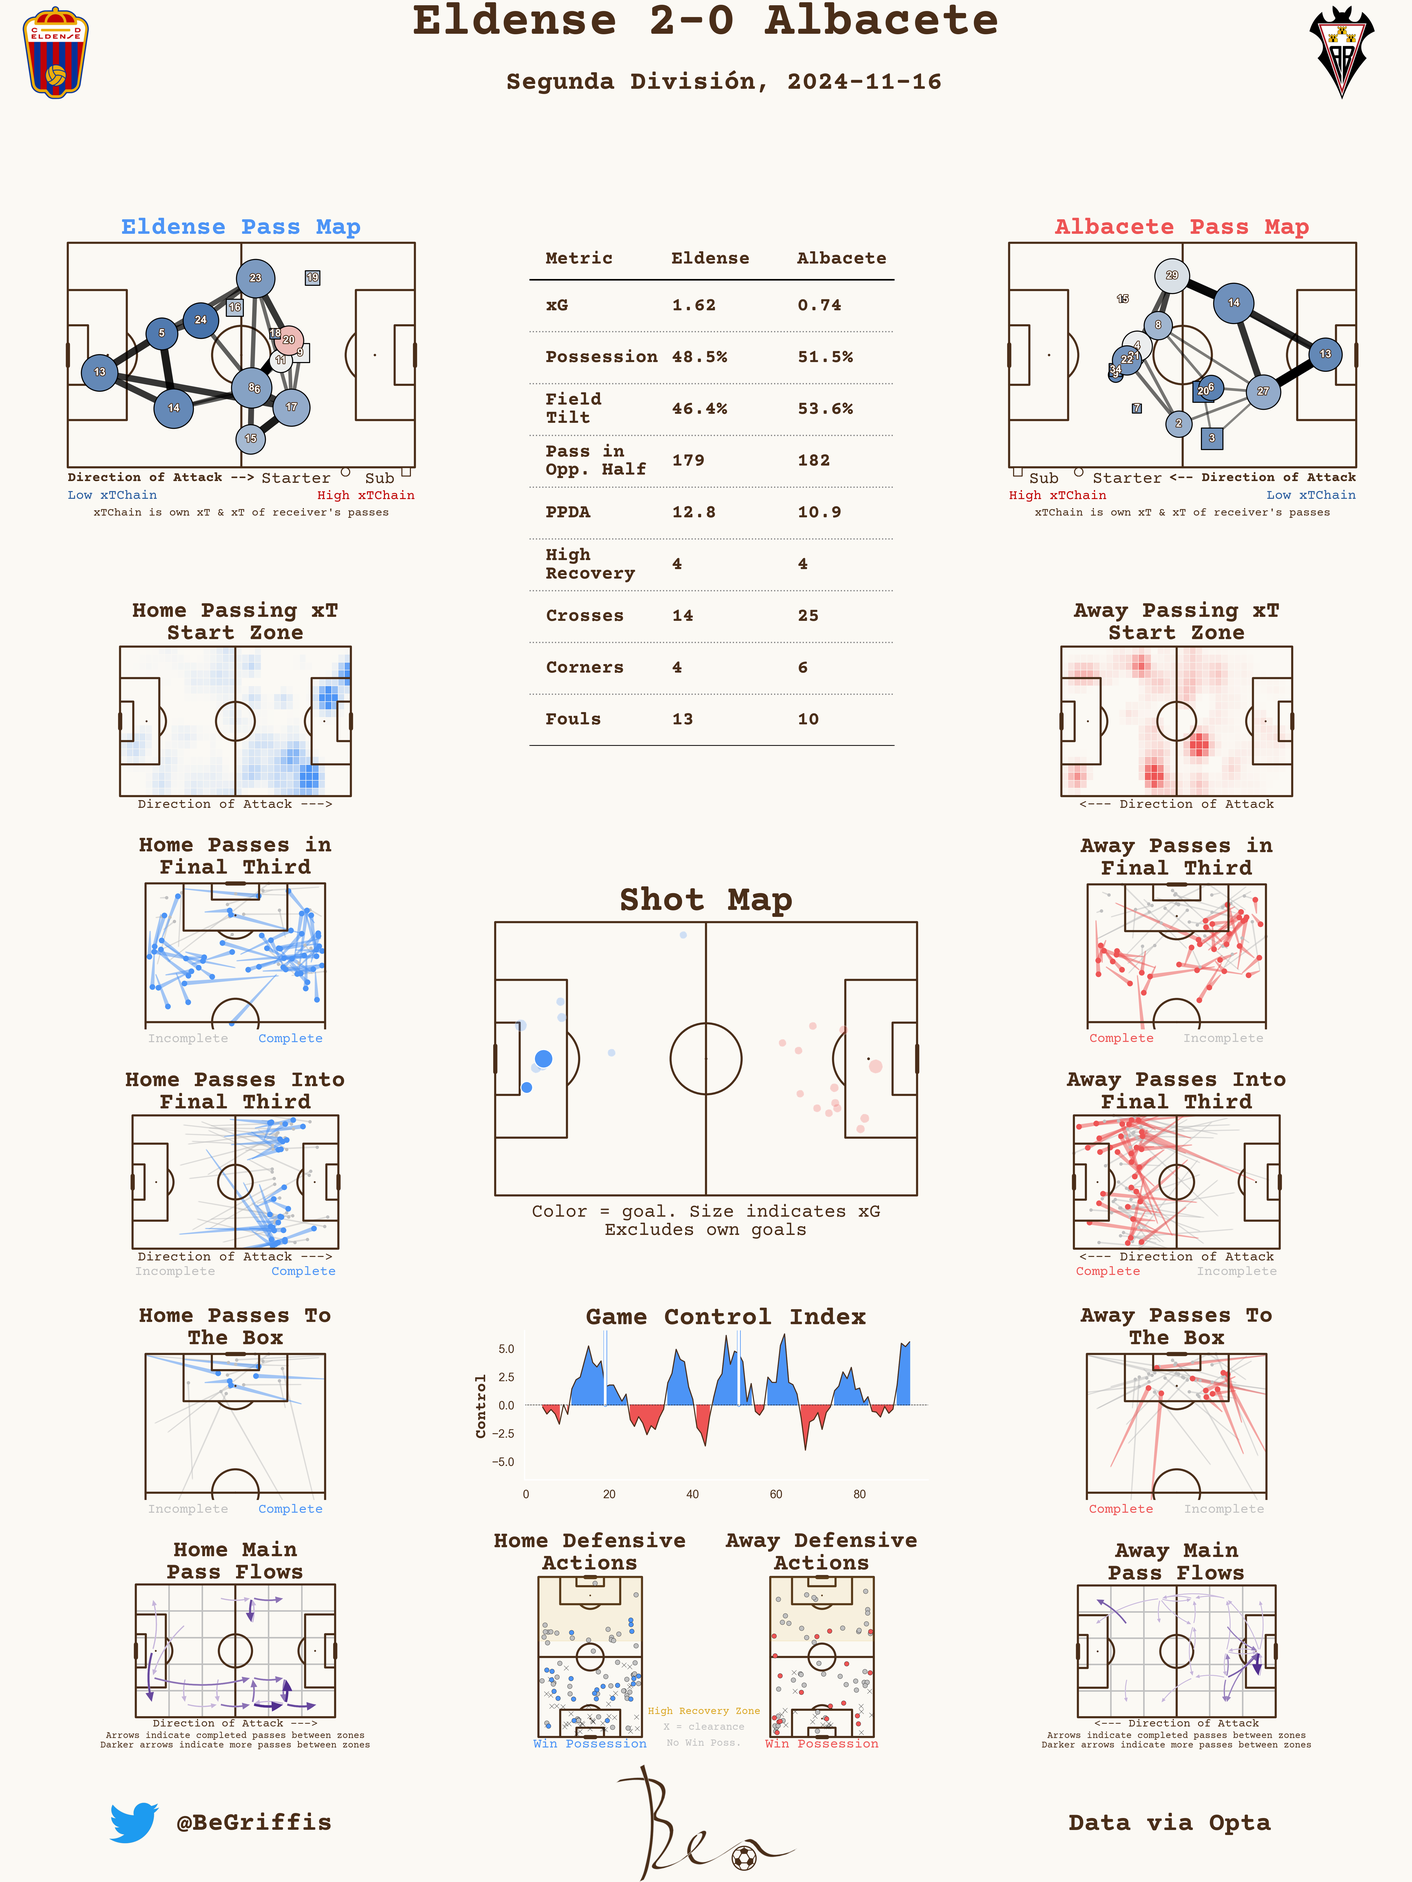 Eldense 2-0 Albacete
Segunda División, 2024-11-16
C D
ELDENSE
Eldense Pass Map
23
19
16
24
5
18
20
9
11
13
8
6
14
17
15
Direction of Attack --> Starter Sub
Low xTChain High xTChain
xTChain is own xT & xT of receiver's passes
Metric Eldense Albacete
xG 1.62 0.74
Possession 48.5% 51.5%
Field
Tilt 46.4% 53.6%
Pass in
Opp. Half 179 182
PPDA 12.8 10.9
High
Recovery 4 4
Crosses 14 25
Corners 4 6
Fouls 13 10
Albacete Pass Map
29
15
14
8
4
21
22
34
9
13
20
6
27
7
2
3
Sub Starter <-- Direction of Attack
High xTChain Low xTChain
xTChain is own xT & xT of receiver's passes
Home Passing xT
Start Zone
Direction of Attack --->
Away Passing xT
Start Zone
<--- Direction of Attack
Home Passes in
Final Third
Incomplete Complete
Away Passes in
Final Third
Complete Incomplete
Shot Map
Color = goal. Size indicates xG
Excludes own goals
Home Passes Into
Final Third
Direction of Attack --->
Incomplete Complete
Away Passes Into
Final Third
<--- Direction of Attack
Complete Incomplete
Home Passes To
The Box
Incomplete Complete
Game Control Index
Control
5.0
2.5
0.0
−2.5
−5.0
0 20 40 60 80
Away Passes To
The Box
Complete Incomplete
Home Main
Pass Flows
Direction of Attack --->
Arrows indicate completed passes between zones
Darker arrows indicate more passes between zones
Home Defensive
Actions
Win Possession
Away Defensive
Actions
Win Possession
High Recovery Zone
X = clearance
No Win Poss.
Away Main
Pass Flows
<--- Direction of Attack
Arrows indicate completed passes between zones
Darker arrows indicate more passes between zones
@BeGriffis
Ben
Data via Opta